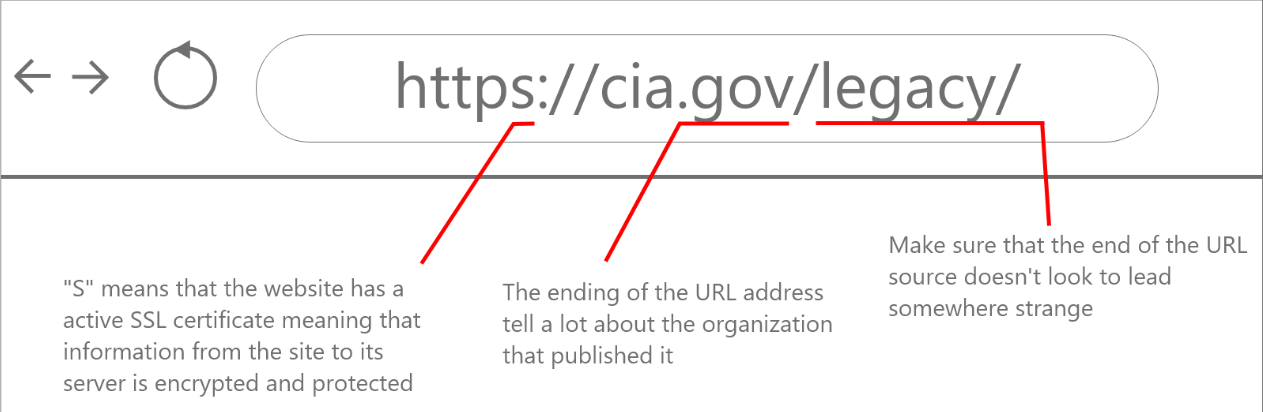 https://cia.gov/legacy/
"S" means that the website has a
active SSL certificate meaning that
information from the site to its
server is encrypted and protected
The ending of the URL address
tell a lot about the organization
that published it
Make sure that the end of the URL
source doesn't look to lead
somewhere strange